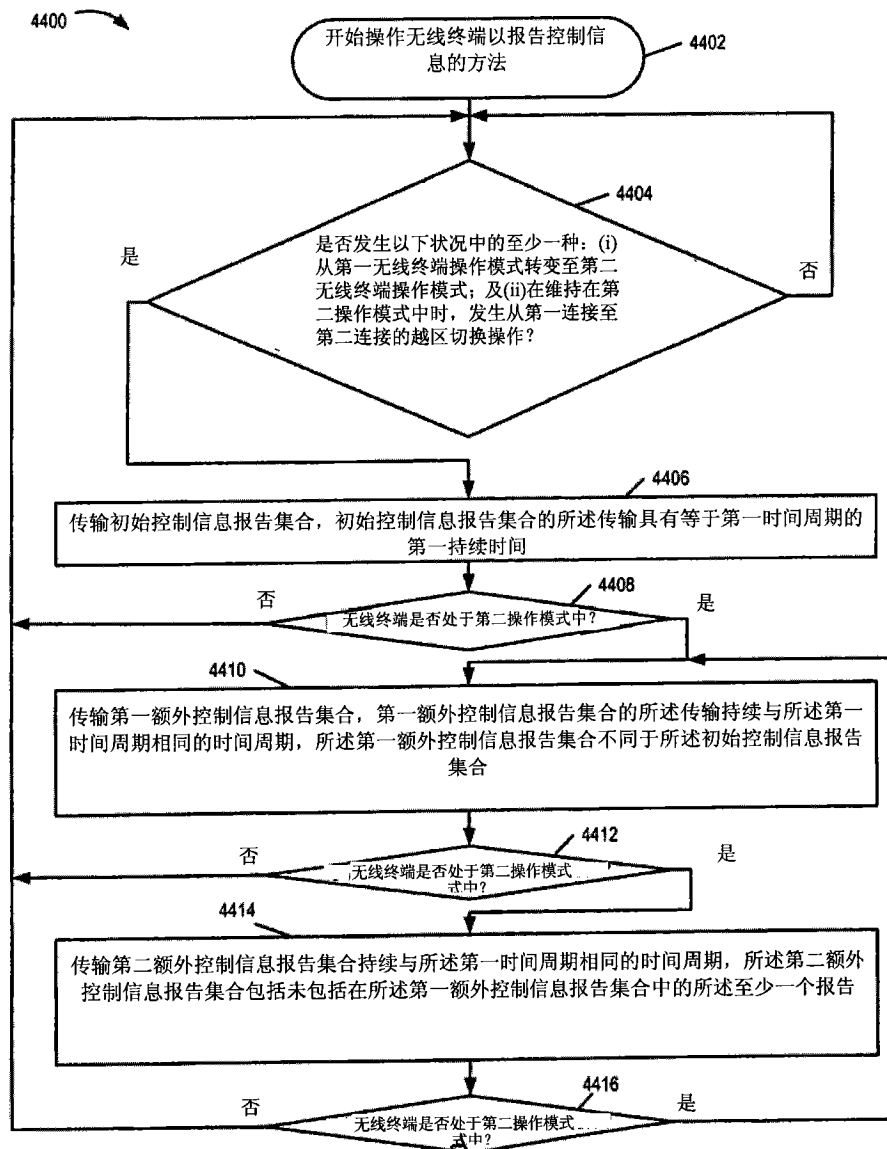 4400
开始操作无线终端以报告控制信
息的方法
4402
4404
是
是否发生以下状况中的至少一种：(i)
从第一无线终端操作模式转变至第二
无线终端操作模式；及(ii)在维持在第
二操作模式中时，发生从第一连接至
第二连接的越区切换操作？
否
4406
传输初始控制信息报告集合，初始控制信息报告集合的所述传输具有等于第一时间周期的
第一持续时间
4408
否
无线终端是否处于第二操作模式中？
是
4410
传输第一额外控制信息报告集合，第一额外控制信息报告集合的所述传输持续与所述第一
时间周期相同的时间周期，所述第一额外控制信息报告集合不同于所述初始控制信息报告
集合
4412
否
无线终端是否处于第二操作模式
式中？
是
4414
传输第二额外控制信息报告集合持续与所述第一时间周期相同的时间周期，所述第二额外
控制信息报告集合包括未包括在所述第一额外控制信息报告集合中的所述至少一个报告
4416
否
无线终端是否处于第二操作模式
式中？
是